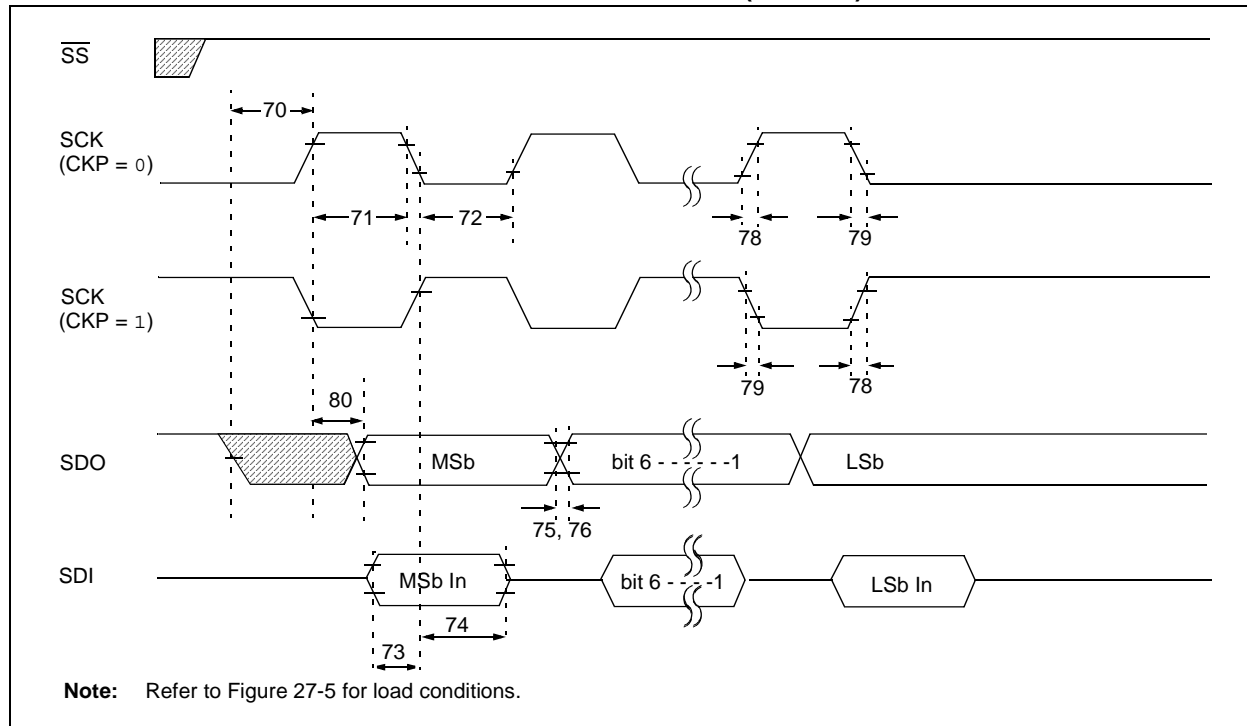 SS
70
SCK
(CKP = 0)
71
72
78
79
SCK
(CKP = 1)
79
78
80
SDO
MSb
bit 6 - - - - - -1
LSb
75, 76
SDI
MSb In
bit 6 - - - - -1
LSb In
74
73
Note: Refer to Figure 27-5 for load conditions.